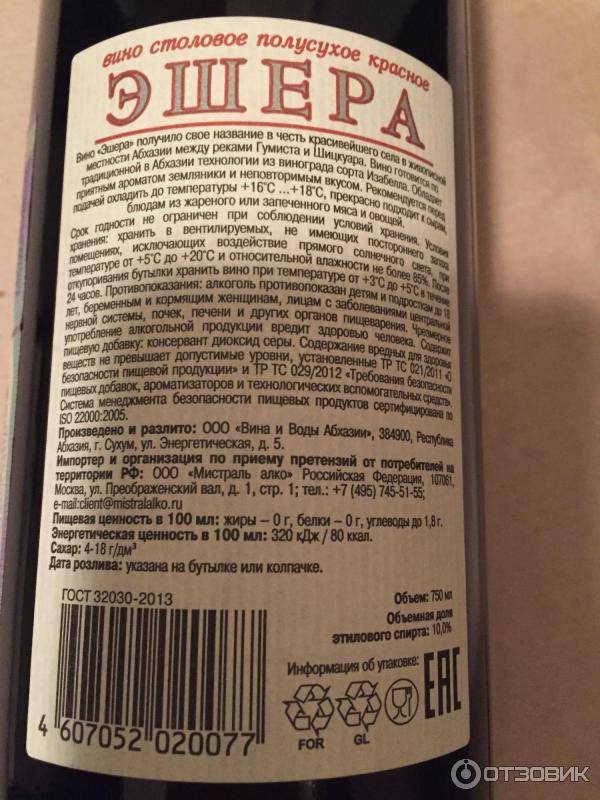 вино столовое полусухое красное
ЭШЕРА
Вино «Эшера» получило свое название в честь красивейшего села в живописной
местности Абхазии между реками Гумиста и Шицкуара. Вино готовится по
традиционной в Абхазии технологии из винограда сорта Изабелла. Обладает
приятным ароматом земляники и неповторимым вкусом. Рекомендуется перед
подачей охладить до температуры +16°C ...+18°C, прекрасно подходит к сырам,
блюдам из жареного или запеченного мяса и овощей.
Срок годности не ограничен при соблюдении условий хранения. Условия
хранения: хранить в вентилируемых, не имеющих постороннего запаха
помещениях, исключающих воздействие прямого солнечного света, при
температуре от +5°C до +20°C и относительной влажности не более 85%. После
откупоривания бутылки хранить вино при температуре от +3°C до +5°C в течение
24 часов. Противопоказания: алкоголь противопоказан детям и подросткам до 18
лет, беременным и кормящим женщинам, лицам с заболеваниями центральной
нервной системы, почек, печени и других органов пищеварения. Чрезмерное
употребление алкогольной продукции вредит здоровью человека. Содержит
пищевую добавку: консервант диоксид серы. Содержание вредных для здоровья
веществ не превышает допустимые уровни, установленные ТР ТС 021/2011 «О
безопасности пищевой продукции» и ТР ТС 029/2012 «Требования безопасности
пищевых добавок, ароматизаторов и технологических вспомогательных средств».
Система менеджмента безопасности пищевых продуктов сертифицирована по
ISO 22000:2005.
Произведено и разлито: ООО «Вина и Воды Абхазии», 384900, Республика
Абхазия, г. Сухум, ул. Энергетическая, д. 5.
Импортер и организация по приему претензий от потребителей на
территории РФ: ООО «Мистраль алко» Российская Федерация, 107061,
Москва, ул. Преображенский вал, д. 1, стр. 1; тел.: +7 (495) 745-51-55;
e-mail:client@mistralalko.ru
Пищевая ценность в 100 мл: жиры – 0 г, белки – 0 г, углеводы до 1,8 г.
Энергетическая ценность в 100 мл: 320 кДж / 80 ккал.
Сахар: 4-18 г/дм³
Дата розлива: указана на бутылке или колпачке.
ГОСТ 32030-2013
Объем: 750 мл
Объемная доля
этилового спирта: 10,0%
Информация об упаковке:
EAC
FOR GL
4 607052 020077
ОТЗОВИК